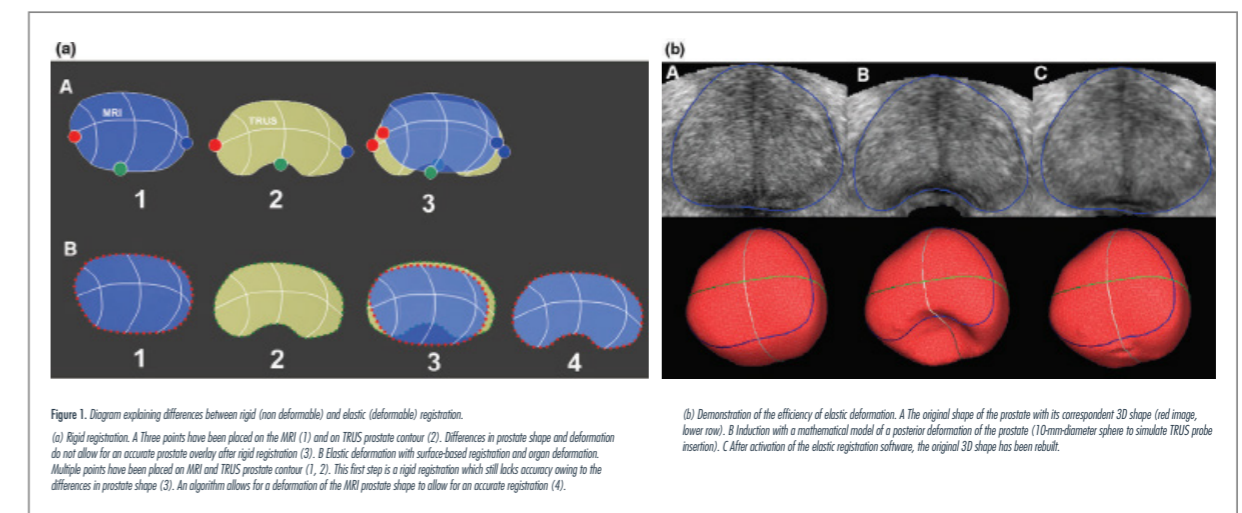 (a)
A
MRI
TRUS
1
2
3
B
1
2
3
4
(b)
A
B
C
Figure 1. Diagram explaining differences between rigid (non deformable) and elastic (deformable) registration.
(a) Rigid registration. A Three points have been placed on the MRI (1) and on TRUS prostate contour (2). Differences in prostate shape and deformation
do not allow for an accurate prostate overlay after rigid registration (3). B Elastic deformation with surface-based registration and organ deformation.
Multiple points have been placed on MRI and TRUS prostate contour (1, 2). This first step is a rigid registration which still lacks accuracy owing to the
differences in prostate shape (3). An algorithm allows for a deformation of the MRI prostate shape to allow for an accurate registration (4).
(b) Demonstration of the efficiency of elastic deformation. A The original shape of the prostate with its correspondent 3D shape (red image,
lower row). B Induction with a mathematical model of a posterior deformation of the prostate (10-mm-diameter sphere to simulate TRUS probe
insertion). C After activation of the elastic registration software, the original 3D shape has been rebuilt.